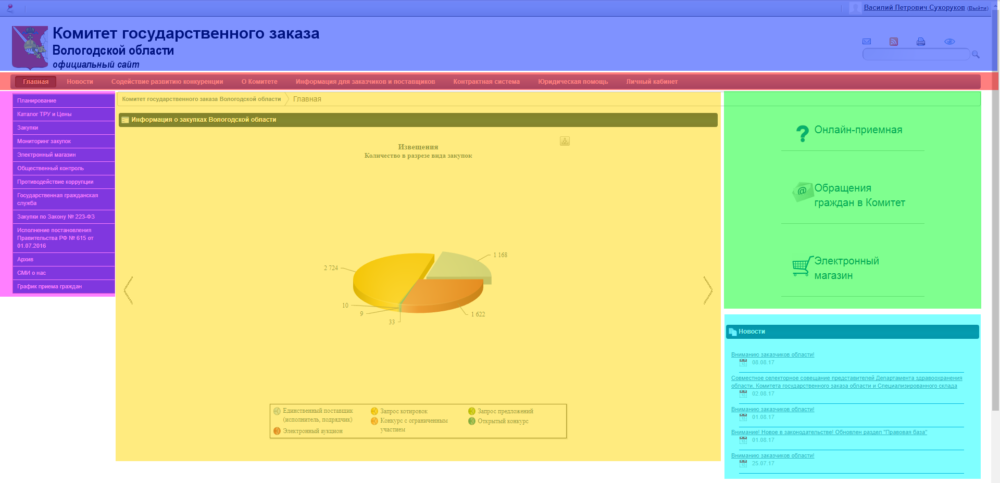 Василий Петрович Сухоруков (Выйти)
Комитет государственного заказа
Вологодской области
официальный сайт
Главная Новости Содействие развитию конкуренции О Комитете Информация для заказчиков и поставщиков Контрактная система Юридическая помощь Личный кабинет
Планирование
Каталог ТРУ и Цены
Закупки
Мониторинг закупок
Электронный магазин
Общественный контроль
Противодействие коррупции
Государственная гражданская
служба
Закупки по Закону № 223-ФЗ
Исполнение постановления
Правительства РФ № 615 от
01.07.2016
Архив
СМИ о нас
График приема граждан
Комитет государственного заказа Вологодской области Главная
Информация о закупках Вологодской области
Извещения
Количество в разрезе вида закупок
1 168
2 724
10
9
33
1 622
Единственный поставщик
(исполнитель, подрядчик)
Электронный аукцион
Запрос котировок
Конкурс с ограниченным
участием
Запрос предложений
Открытый конкурс
Онлайн-приемная
Обращения
граждан в Комитет
Электронный
магазин
Новости
Вниманию заказчиков области!
08.08.17
Совместное селекторное совещание представителей Департамента здравоохранения
области, Комитета государственного заказа области и Специализированного склада
02.08.17
Вниманию заказчиков области!
01.08.17
Внимание! Новое в законодательстве! Обновлен раздел "Правовая база"
01.08.17
Вниманию заказчиков области!
25.07.17